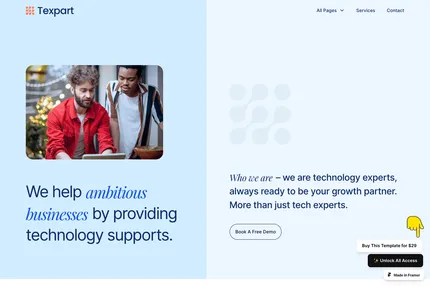 Texpart
All Pages
Services
Contact
We help ambitious
businesses by providing
technology supports.
Who we are – we are technology experts,
always ready to be your growth partner.
More than just tech experts.
Book A Free Demo
Buy This Template for $29
✨ Unlock All Access
Made in Framer